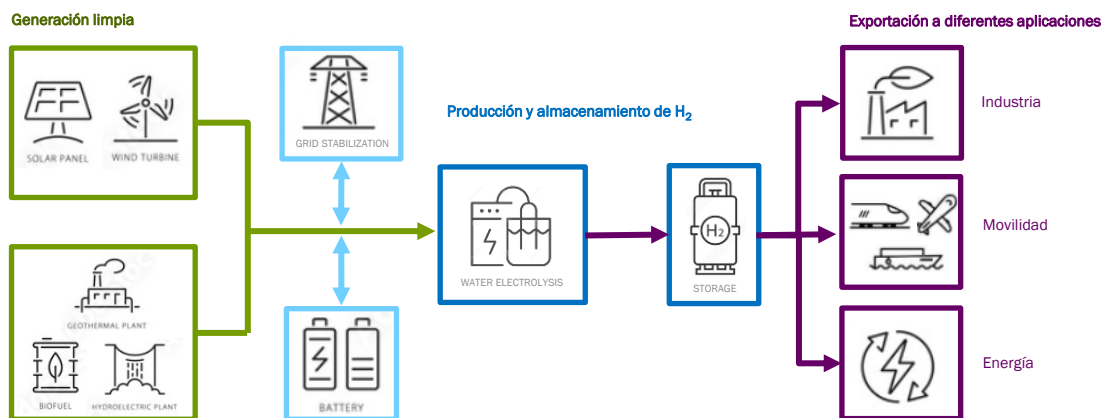 Generación limpia
Exportación a diferentes aplicaciones
SOLAR PANEL
WIND TURBINE
GRID STABILIZATION
Producción y almacenamiento de H₂
Industria
GEOTHERMAL PLANT
BIOFUEL
HYDROELECTRIC PLANT
BATTERY
WATER ELECTROLYSIS
H₂
STORAGE
Movilidad
Energía